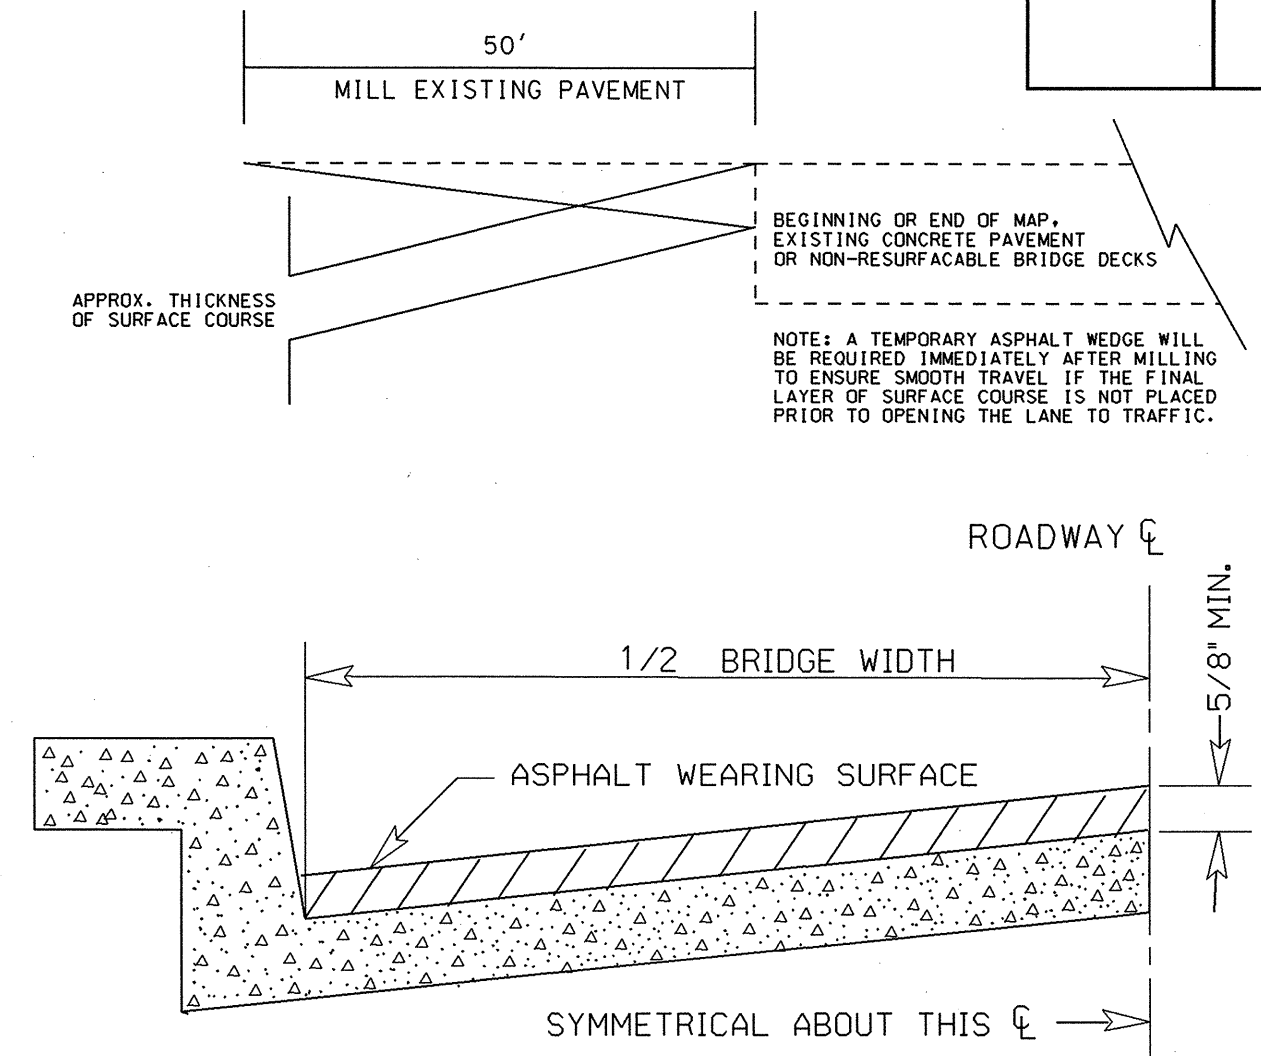 50'
MILL EXISTING PAVEMENT
BEGINNING OR END OF MAP,
EXISTING CONCRETE PAVEMENT
OR NON-RESURFACABLE BRIDGE DECKS
APPROX. THICKNESS
OF SURFACE COURSE
NOTE: A TEMPORARY ASPHALT WEDGE WILL
BE REQUIRED IMMEDIATELY AFTER MILLING
TO ENSURE SMOOTH TRAVEL IF THE FINAL
LAYER OF SURFACE COURSE IS NOT PLACED
PRIOR TO OPENING THE LANE TO TRAFFIC.
ROADWAY ℄
5/8" MIN.
1/2 BRIDGE WIDTH
ASPHALT WEARING SURFACE
SYMMETRICAL ABOUT THIS ℄